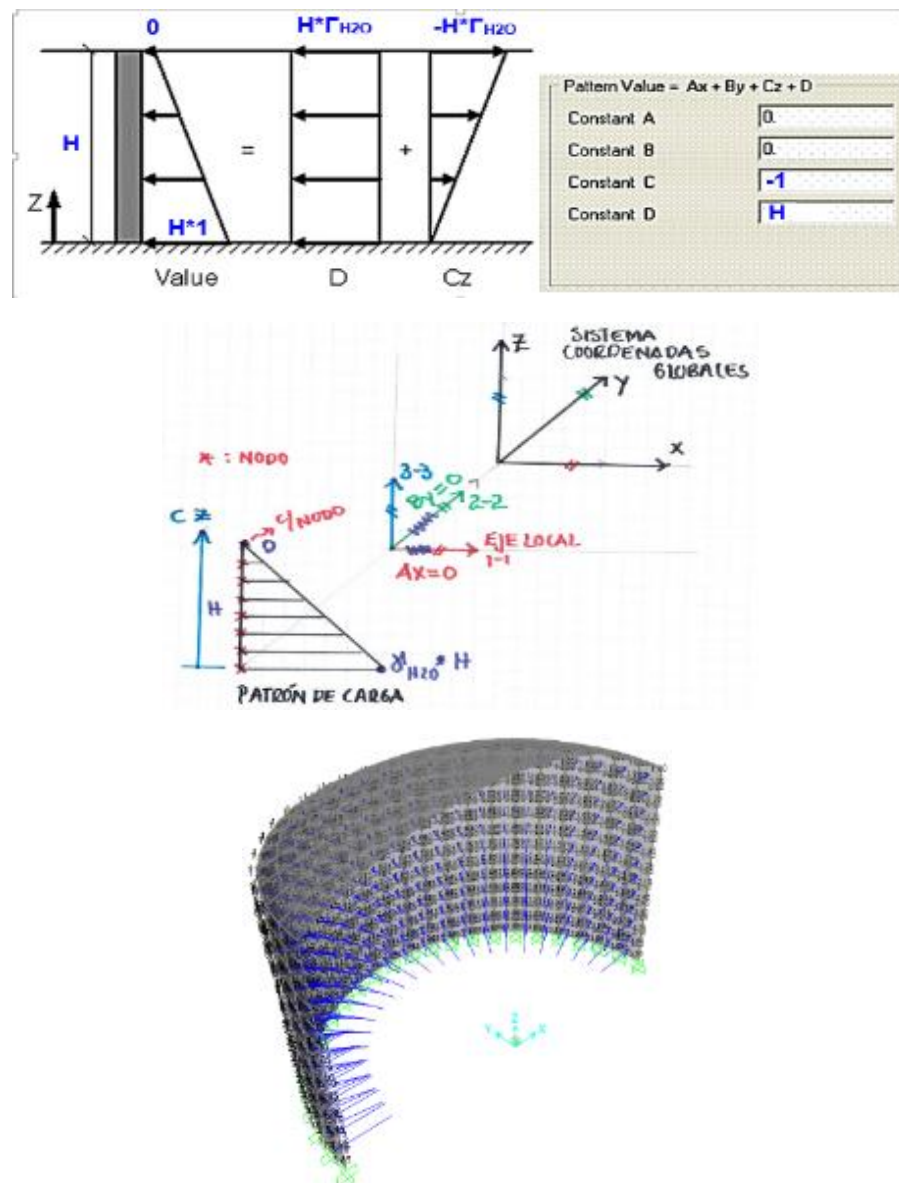 0 H*ΓH2O -H*ΓH2O
H
= +
Z
H*1
Value D Cz
Pattern Value = Ax + By + Cz + D
Constant A 0.
Constant B 0.
Constant C -1
Constant D H
Z
SISTEMA
COORDENADAS
GLOBALES
Y
X
* : NODO
3-3
BY=0
2-2
CZ
C/NODO
0
EJE LOCAL
1-1
AX=0
H
γH2O * H
PATRÓN DE CARGA
Z
Y X